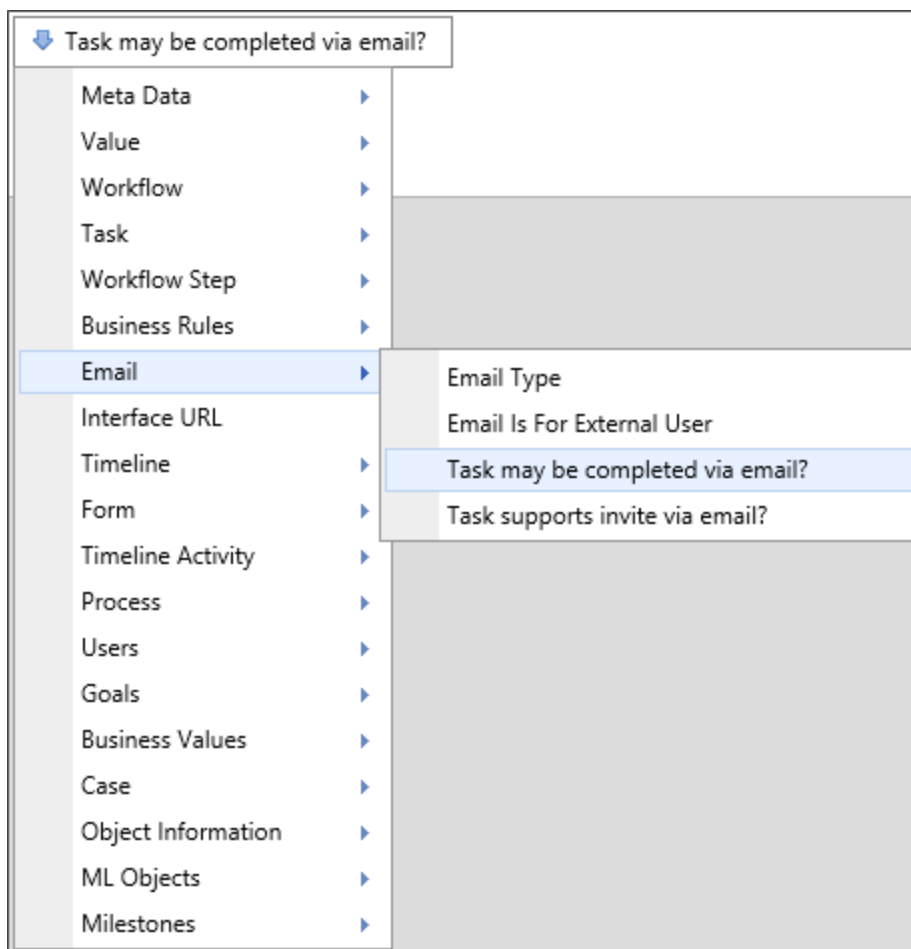 Task may be completed via email?
Meta Data
Value
Workflow
Task
Workflow Step
Business Rules
Email
Interface URL
Timeline
Form
Timeline Activity
Process
Users
Goals
Business Values
Case
Object Information
ML Objects
Milestones
Email Type
Email Is For External User
Task may be completed via email?
Task supports invite via email?